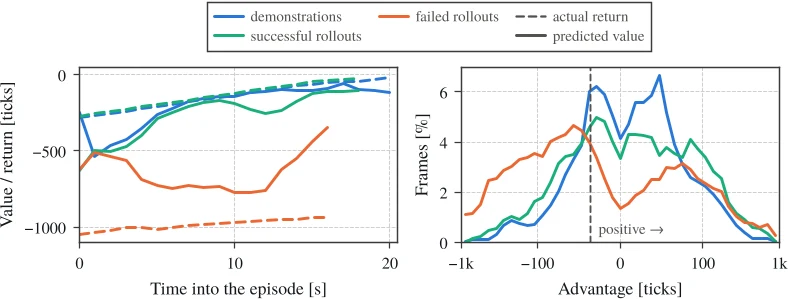 demonstrations
failed rollouts
actual return
successful rollouts
predicted value
Value / return [ticks]
0
−500
−1000
0
10
20
Time into the episode [s]
Frames [%]
6
4
2
0
positive →
−1k
−100
0
100
1k
Advantage [ticks]